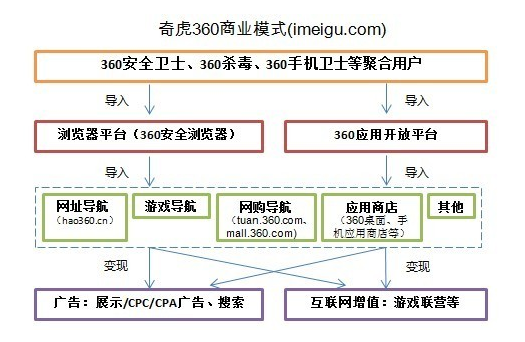 奇虎360商业模式(imeigu.com)
360安全卫士、360杀毒、360手机卫士等聚合用户
导入 导入
浏览器平台（360安全浏览器） 360应用开放平台
导入 导入
网址导航 游戏导航 网购导航 应用商店 其他
（hao360.cn） （tuan.360.com、 （360桌面、手
mall.360.com） 机应用商店等）
变现 变现
广告：展示/CPC/CPA广告、搜索 互联网增值：游戏联营等